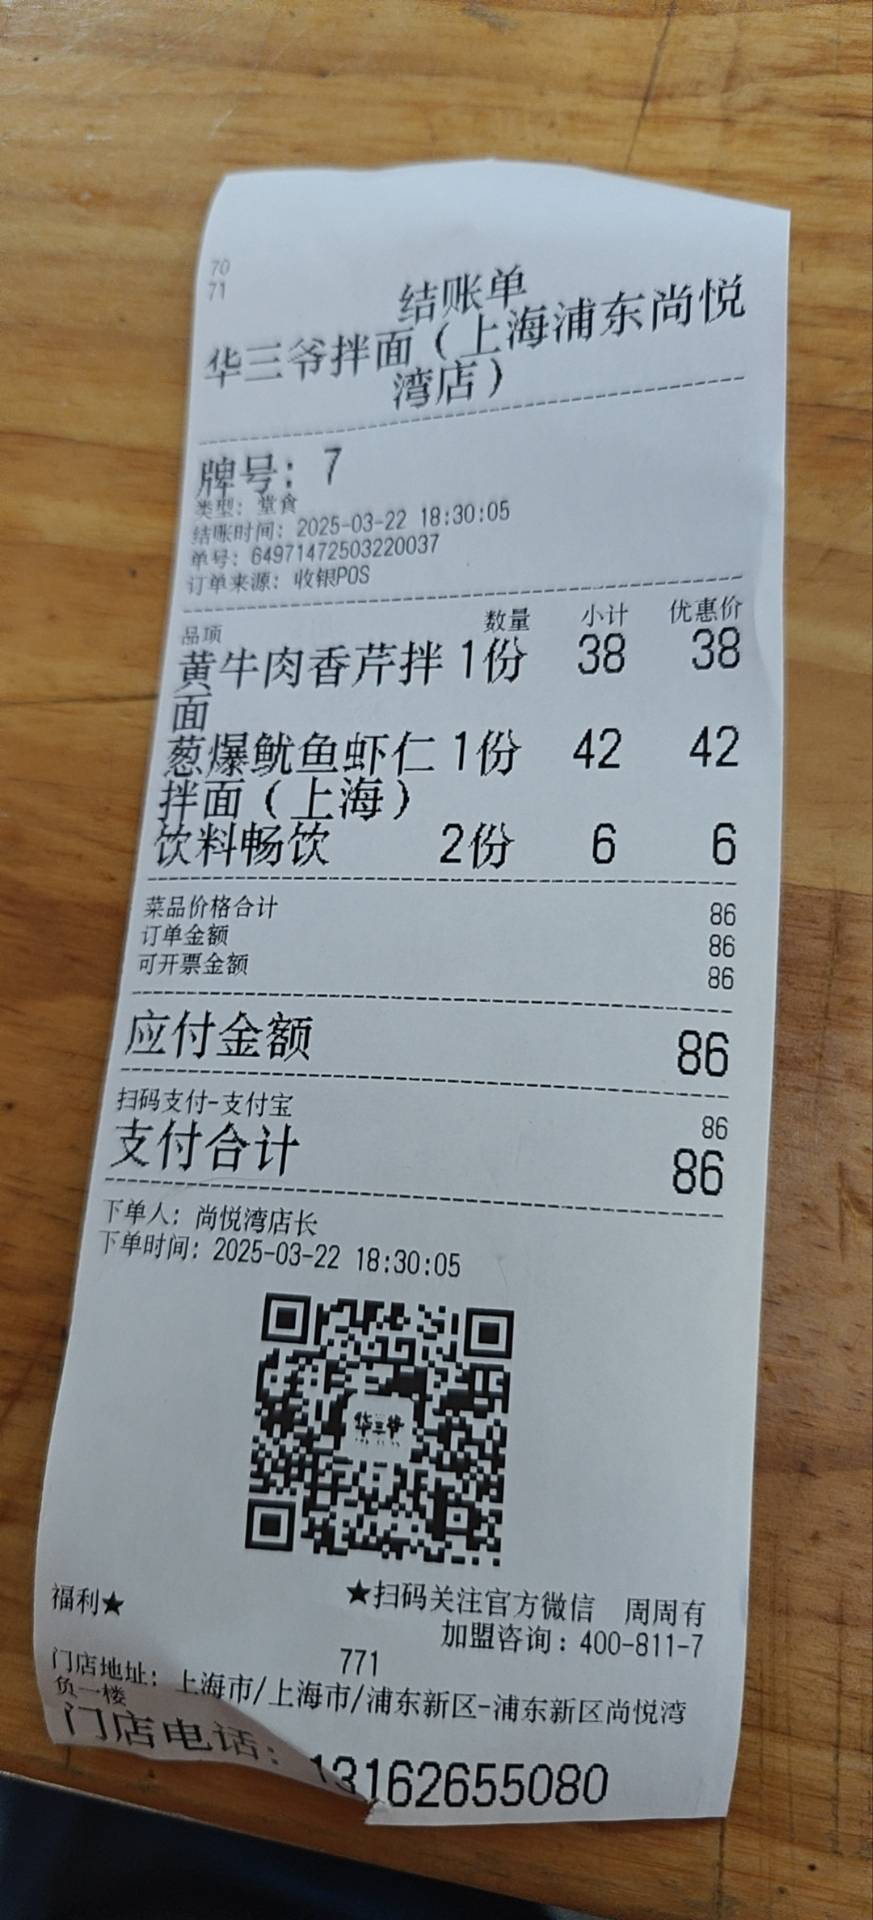 70
71
结账单
华三爷拌面（上海浦东尚悦
湾店）
牌号：7
类型：堂食
结账时间：2025-03-22 18:30:05
单号：64971472503220037
订单来源：收银POS
品项 数量 小计 优惠价
黄牛肉香芹拌 1份 38 38
面
葱爆鱿鱼虾仁 1份 42 42
拌面（上海）
饮料畅饮 2份 6 6
菜品价格合计 86
订单金额 86
可开票金额 86
应付金额 86
扫码支付-支付宝 86
支付合计 86
下单人：尚悦湾店长
下单时间：2025-03-22 18:30:05
华三爷
★扫码关注官方微信 周周有
福利★
加盟咨询：400-811-7
771
门店地址：上海市/上海市/浦东新区-浦东新区尚悦湾
负一楼
门店电话：13162655080